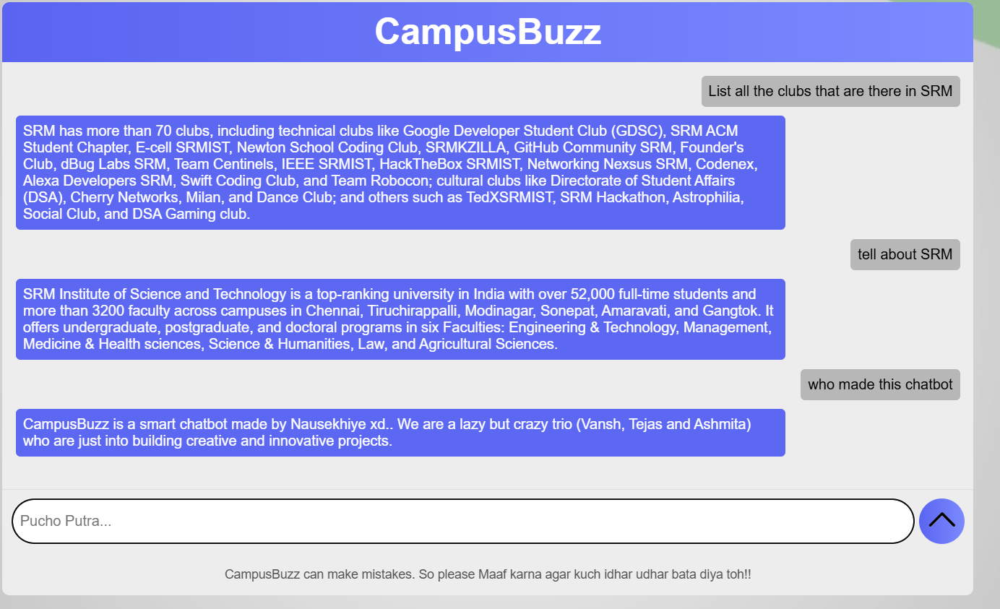 CampusBuzz
List all the clubs that are there in SRM
SRM has more than 70 clubs, including technical clubs like Google Developer Student Club (GDSC), SRM ACM
Student Chapter, E-cell SRMIST, Newton School Coding Club, SRMKZILLA, GitHub Community SRM, Founder's
Club, dBug Labs SRM, Team Centinels, IEEE SRMIST, HackTheBox SRMIST, Networking Nexsus SRM, Codenex,
Alexa Developers SRM, Swift Coding Club, and Team Robocon; cultural clubs like Directorate of Student Affairs
(DSA), Cherry Networks, Milan, and Dance Club; and others such as TedXSRMIST, SRM Hackathon, Astrophilia,
Social Club, and DSA Gaming club.
tell about SRM
SRM Institute of Science and Technology is a top-ranking university in India with over 52,000 full-time students and
more than 3200 faculty across campuses in Chennai, Tiruchirappalli, Modinagar, Sonepat, Amaravati, and Gangtok. It
offers undergraduate, postgraduate, and doctoral programs in six Faculties: Engineering & Technology, Management,
Medicine & Health sciences, Science & Humanities, Law, and Agricultural Sciences.
who made this chatbot
CampusBuzz is a smart chatbot made by Nausekhiye xd.. We are a lazy but crazy trio (Vansh, Tejas and Ashmita)
who are just into building creative and innovative projects.
Pucho Putra...
CampusBuzz can make mistakes. So please Maaf karna agar kuch idhar udhar bata diya toh!!